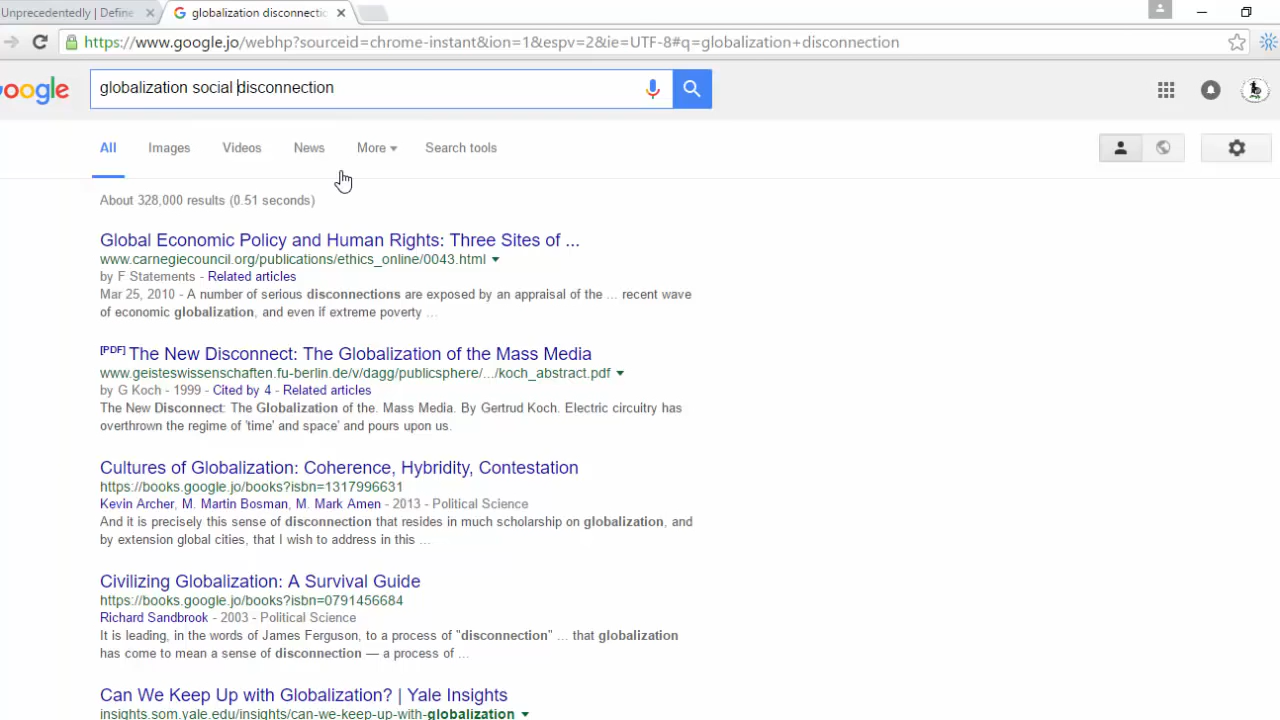 Unprecedentedly | Define
globalization disconnectic
https://www.google.jo/webhp?sourceid=chrome-instant&ion=1&espv=2&ie=UTF-8#q=globalization+disconnection
oogle
globalization social disconnection
All Images Videos News More Search tools
About 328,000 results (0.51 seconds)
Global Economic Policy and Human Rights: Three Sites of ...
www.carnegiecouncil.org/publications/ethics_online/0043.html
by F Statements - Related articles
Mar 25, 2010 - A number of serious disconnections are exposed by an appraisal of the ... recent wave
of economic globalization, and even if extreme poverty ...
[PDF] The New Disconnect: The Globalization of the Mass Media
www.geisteswissenschaften.fu-berlin.de/v/dagg/publicsphere/.../koch_abstract.pdf
by G Koch - 1999 - Cited by 4 - Related articles
The New Disconnect: The Globalization of the. Mass Media. By Gertrud Koch. Electric circuitry has
overthrown the regime of 'time' and space' and pours upon us.
Cultures of Globalization: Coherence, Hybridity, Contestation
https://books.google.jo/books?isbn=1317996631
Kevin Archer, M. Martin Bosman, M. Mark Amen - 2013 - Political Science
And it is precisely this sense of disconnection that resides in much scholarship on globalization, and
by extension global cities, that I wish to address in this ...
Civilizing Globalization: A Survival Guide
https://books.google.jo/books?isbn=0791456684
Richard Sandbrook - 2003 - Political Science
It is leading, in the words of James Ferguson, to a process of "disconnection" ... that globalization
has come to mean a sense of disconnection — a process of ...
Can We Keep Up with Globalization? | Yale Insights
insights.som.yale.edu/insights/can-we-keep-up-with-globalization